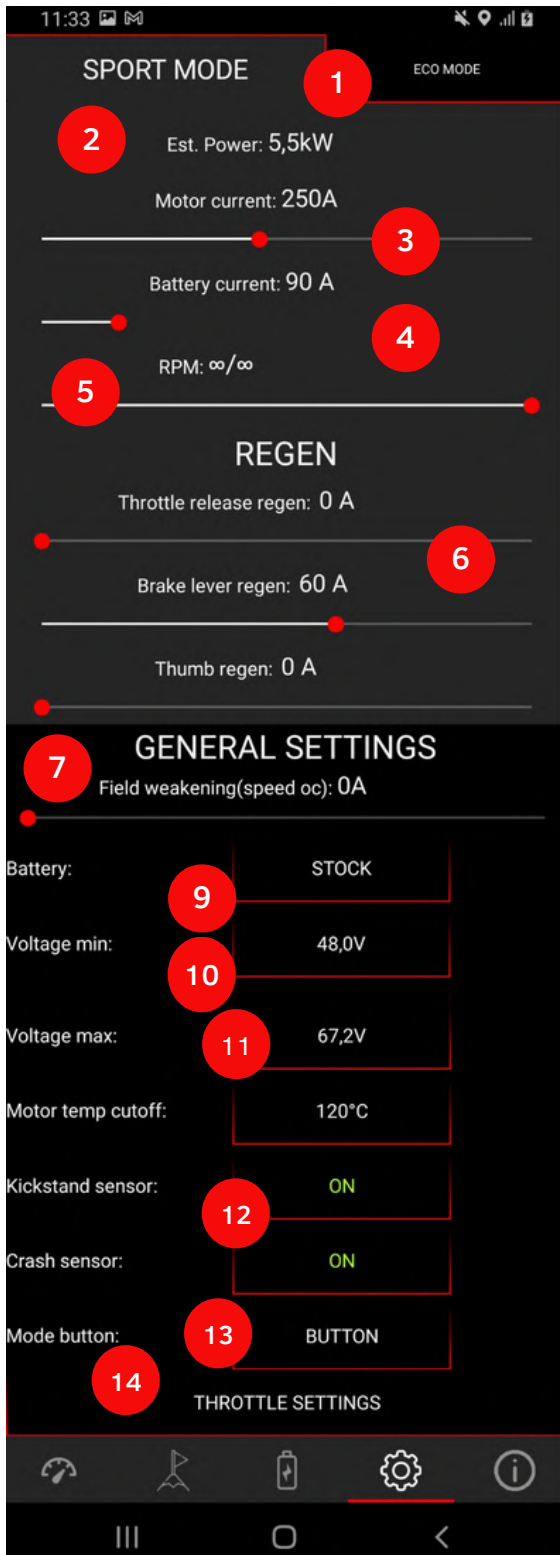 11:33
SPORT MODE
ECO MODE
1
2
Est. Power: 5,5kW
Motor current: 250A
3
Battery current: 90 A
4
RPM: ∞/∞
5
REGEN
Throttle release regen: 0 A
6
Brake lever regen: 60 A
Thumb regen: 0 A
GENERAL SETTINGS
7
Field weakening(speed oc): 0A
Battery: STOCK
9
Voltage min: 48,0V
10
Voltage max: 67,2V
11
Motor temp cutoff: 120°C
Kickstand sensor: ON
12
Crash sensor: ON
Mode button: BUTTON
13
14
THROTTLE SETTINGS